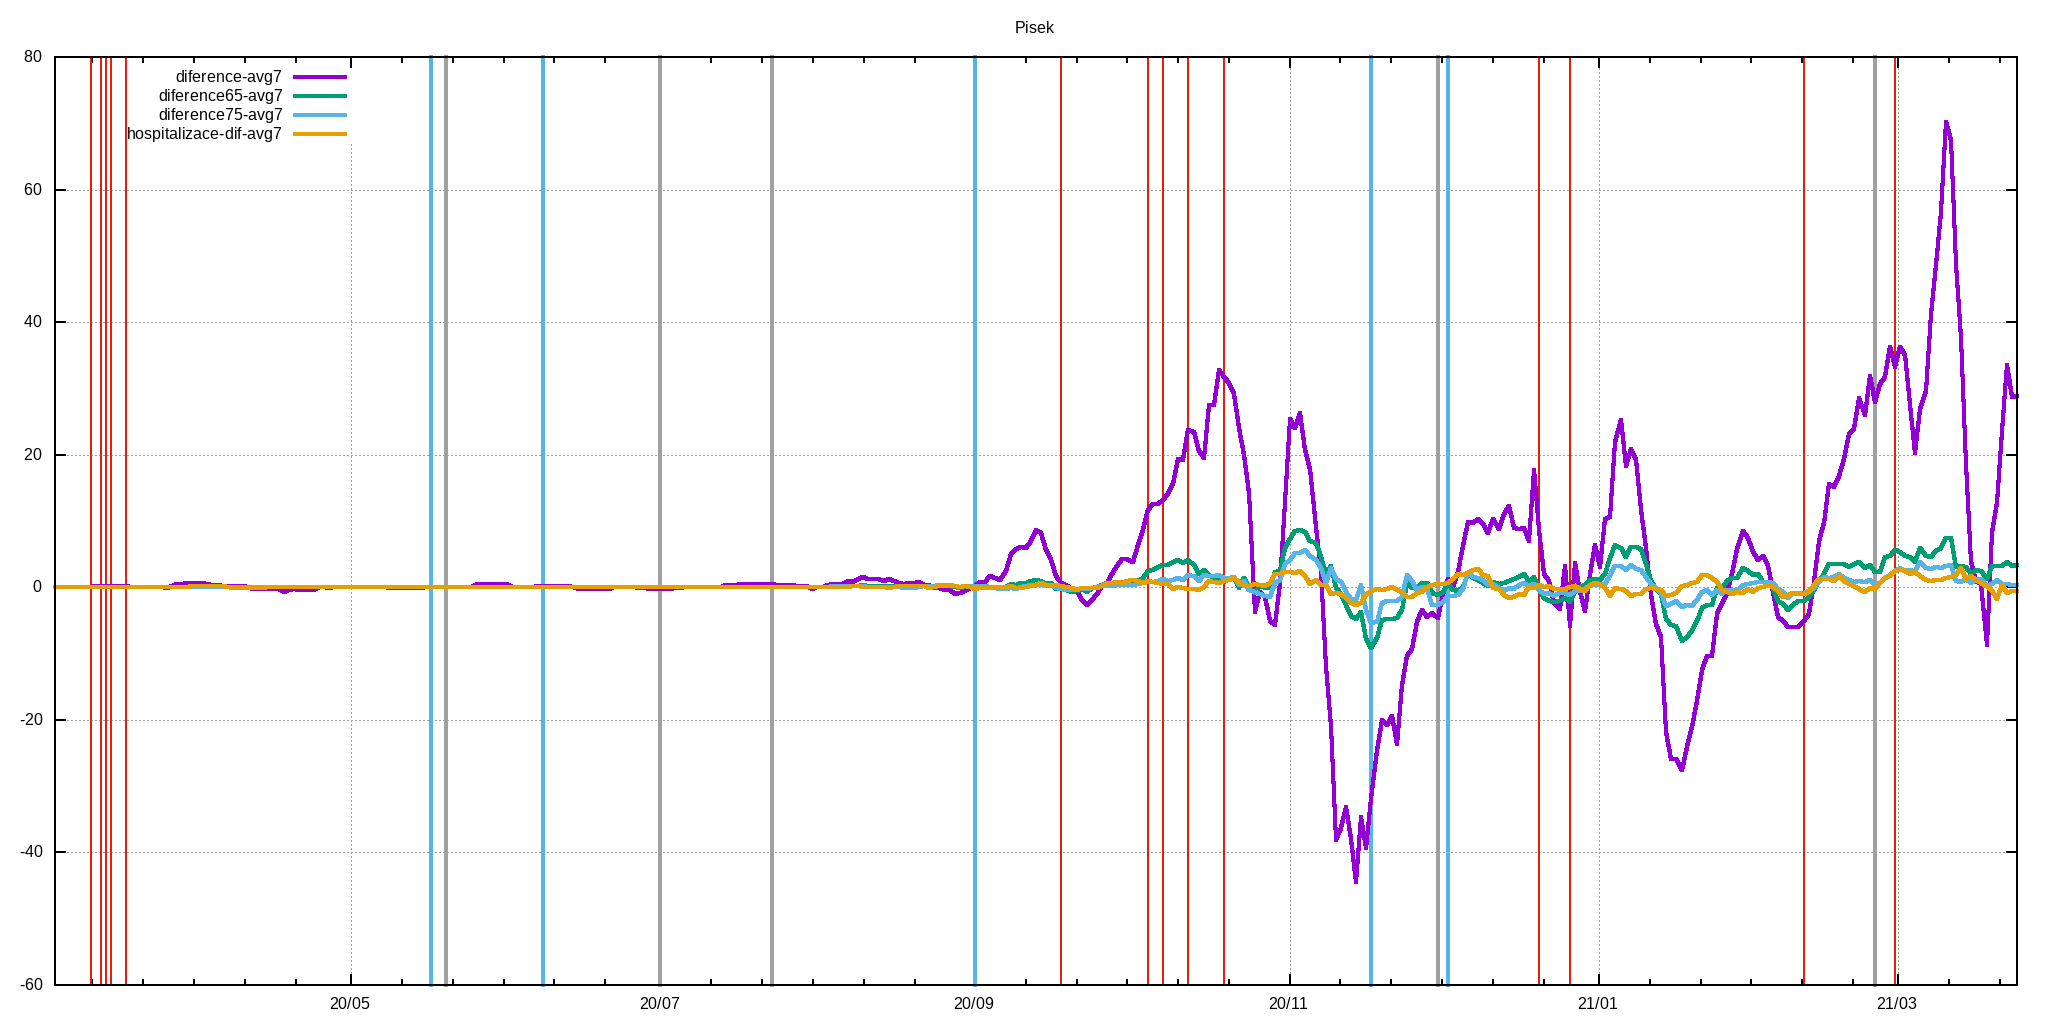 Pisek
80
60
40
20
0
-20
-40
-60
diference-avg7
diference65-avg7
diference75-avg7
hospitalizace-dif-avg7
20/05 20/07 20/09 20/11 21/01 21/03